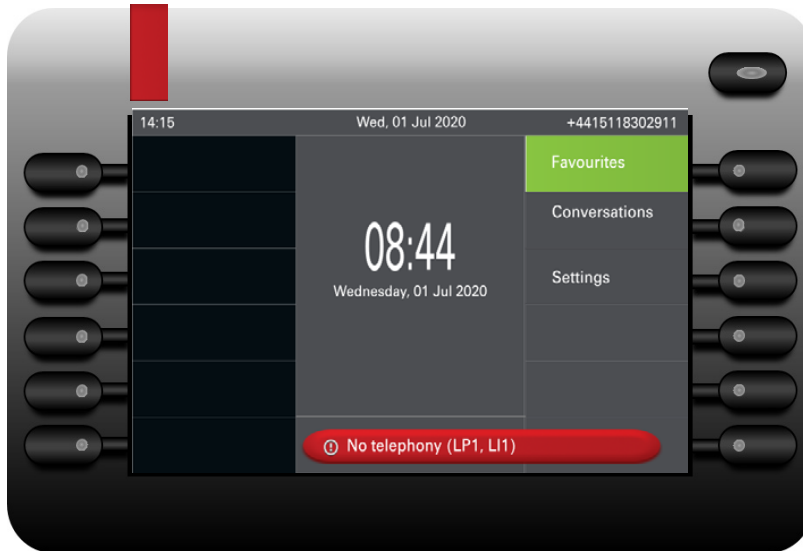 14:15
Wed, 01 Jul 2020
+4415118302911
Favourites
Conversations
Settings
08:44
Wednesday, 01 Jul 2020
No telephony (LP1, LI1)